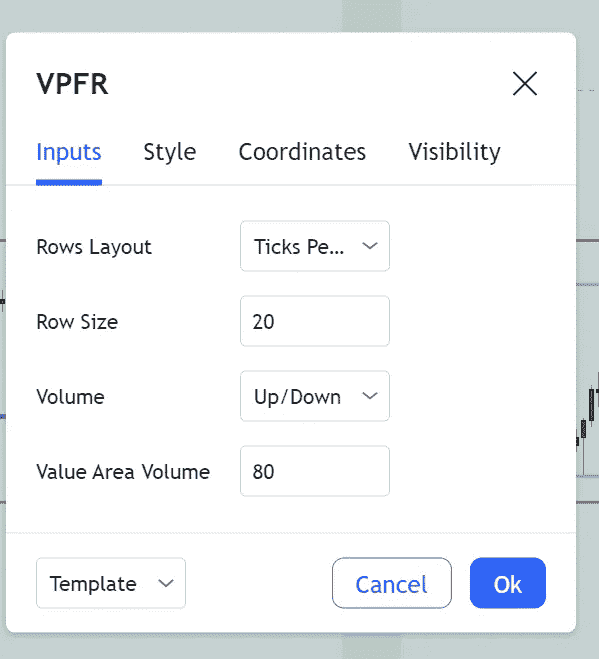 VPFR
Inputs Style Coordinates Visibility
Rows Layout Ticks Pe...
Row Size 20
Volume Up/Down
Value Area Volume 80
Template Cancel Ok